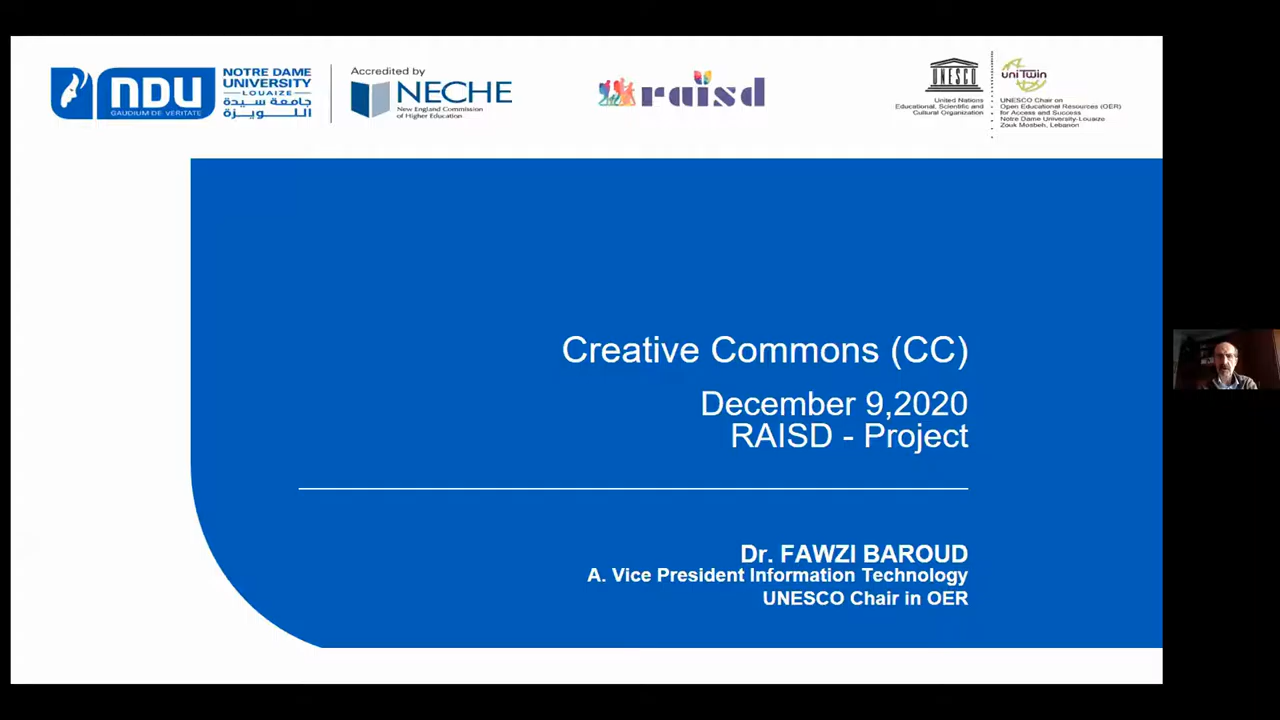 NDU
GAUDIUM DE VERITATE
NOTRE DAME
UNIVERSITY
LOUAIZE
جامعة سيدة
اللويزة
Accredited by
NECHE
New England Commission
of Higher Education
raisd
UNESCO
United Nations
Educational, Scientific and
Cultural Organization
uniTwin
UNESCO Chair on
Open Educational Resources (OER)
for Access and Success
Notre Dame University-Louaize
Zouk Mosbeh, Lebanon
Creative Commons (CC)
December 9,2020
RAISD - Project
Dr. FAWZI BAROUD
A. Vice President Information Technology
UNESCO Chair in OER